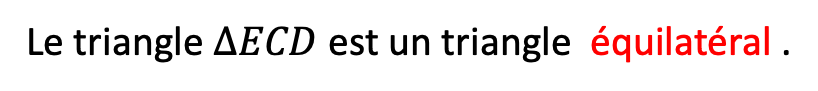 Le triangle Δ𝐸𝐶𝐷 est un triangle équilatéral .